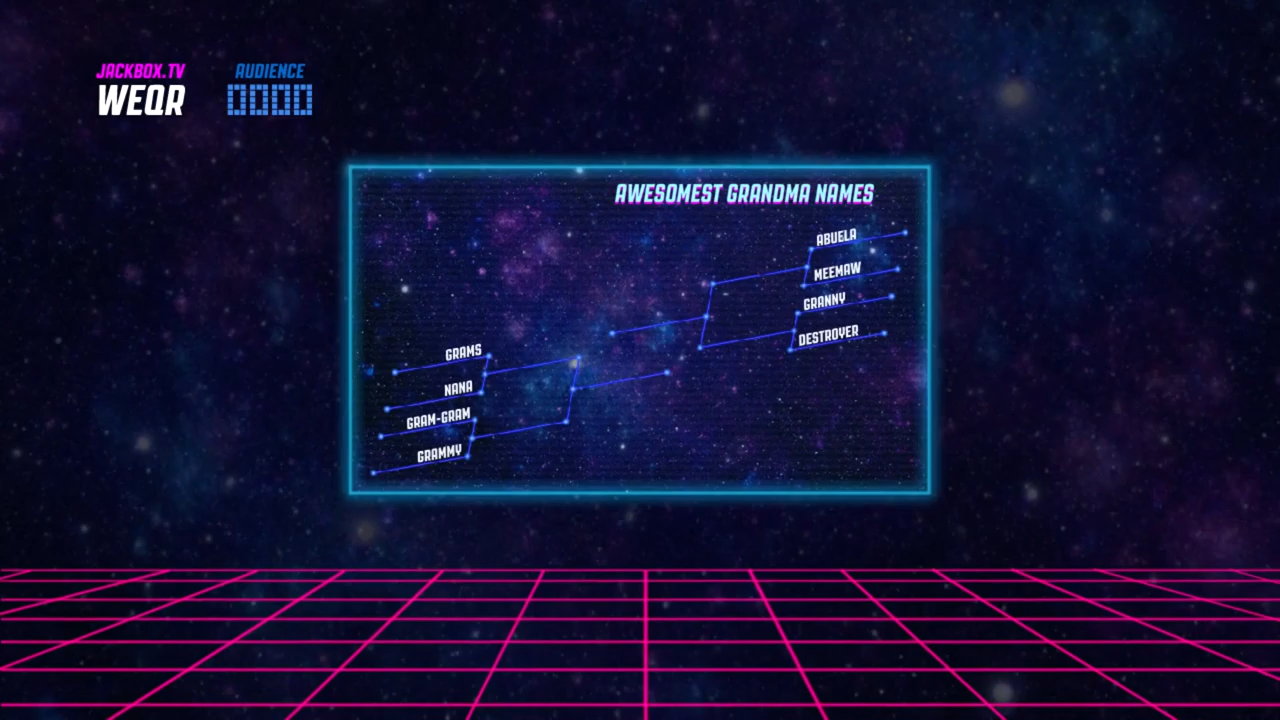 JACKBOX.TV
WEQR
AUDIENCE
0000
AWESOMEST GRANDMA NAMES
ABUELA
MEEMAW
GRANNY
DESTROYER
GRAMS
NANA
GRAM-GRAM
GRAMMY